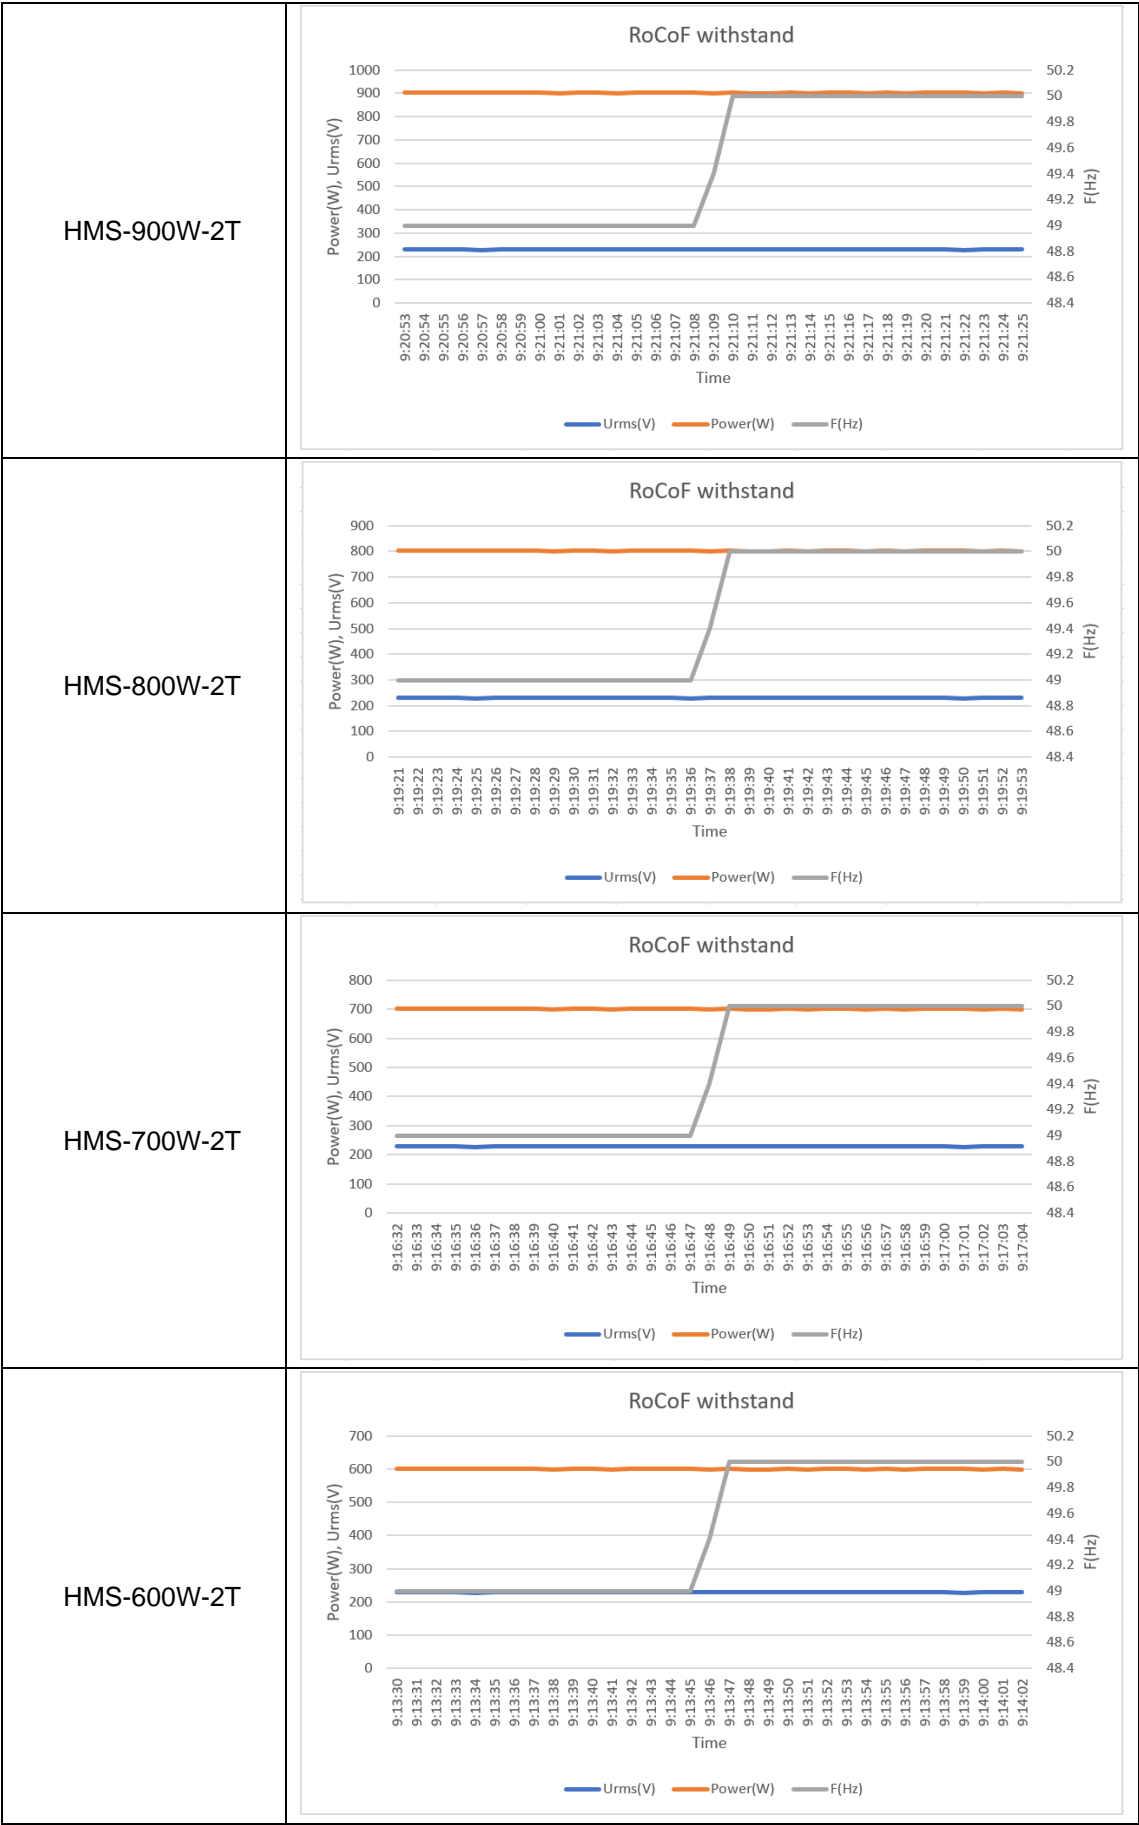 HMS-900W-2T
RoCoF withstand
1000
900
800
700
600
500
400
300
200
100
0
Power(W), Urms(V)
50.2
50
49.8
49.6
49.4
49.2
49
48.8
48.6
48.4
F(Hz)
9:20:53 9:20:54 9:20:55 9:20:56 9:20:57 9:20:58 9:20:59 9:21:00 9:21:01 9:21:02 9:21:03 9:21:04 9:21:05 9:21:06 9:21:07 9:21:08 9:21:09 9:21:10 9:21:11 9:21:12 9:21:13 9:21:14 9:21:15 9:21:16 9:21:17 9:21:18 9:21:19 9:21:20 9:21:21 9:21:22 9:21:23 9:21:24 9:21:25
Time
Urms(V) Power(W) F(Hz)
HMS-800W-2T
RoCoF withstand
900
800
700
600
500
400
300
200
100
0
Power(W), Urms(V)
50.2
50
49.8
49.6
49.4
49.2
49
48.8
48.6
48.4
F(Hz)
9:19:21 9:19:22 9:19:23 9:19:24 9:19:25 9:19:26 9:19:27 9:19:28 9:19:29 9:19:30 9:19:31 9:19:32 9:19:33 9:19:34 9:19:35 9:19:36 9:19:37 9:19:38 9:19:39 9:19:40 9:19:41 9:19:42 9:19:43 9:19:44 9:19:45 9:19:46 9:19:47 9:19:48 9:19:49 9:19:50 9:19:51 9:19:52 9:19:53
Time
Urms(V) Power(W) F(Hz)
HMS-700W-2T
RoCoF withstand
800
700
600
500
400
300
200
100
0
Power(W), Urms(V)
50.2
50
49.8
49.6
49.4
49.2
49
48.8
48.6
48.4
F(Hz)
9:16:32 9:16:33 9:16:34 9:16:35 9:16:36 9:16:37 9:16:38 9:16:39 9:16:40 9:16:41 9:16:42 9:16:43 9:16:44 9:16:45 9:16:46 9:16:47 9:16:48 9:16:49 9:16:50 9:16:51 9:16:52 9:16:53 9:16:54 9:16:55 9:16:56 9:16:57 9:16:58 9:16:59 9:17:00 9:17:01 9:17:02 9:17:03 9:17:04
Time
Urms(V) Power(W) F(Hz)
HMS-600W-2T
RoCoF withstand
700
600
500
400
300
200
100
0
Power(W), Urms(V)
50.2
50
49.8
49.6
49.4
49.2
49
48.8
48.6
48.4
F(Hz)
9:13:30 9:13:31 9:13:32 9:13:33 9:13:34 9:13:35 9:13:36 9:13:37 9:13:38 9:13:39 9:13:40 9:13:41 9:13:42 9:13:43 9:13:44 9:13:45 9:13:46 9:13:47 9:13:48 9:13:49 9:13:50 9:13:51 9:13:52 9:13:53 9:13:54 9:13:55 9:13:56 9:13:57 9:13:58 9:13:59 9:14:00 9:14:01 9:14:02
Time
Urms(V) Power(W) F(Hz)